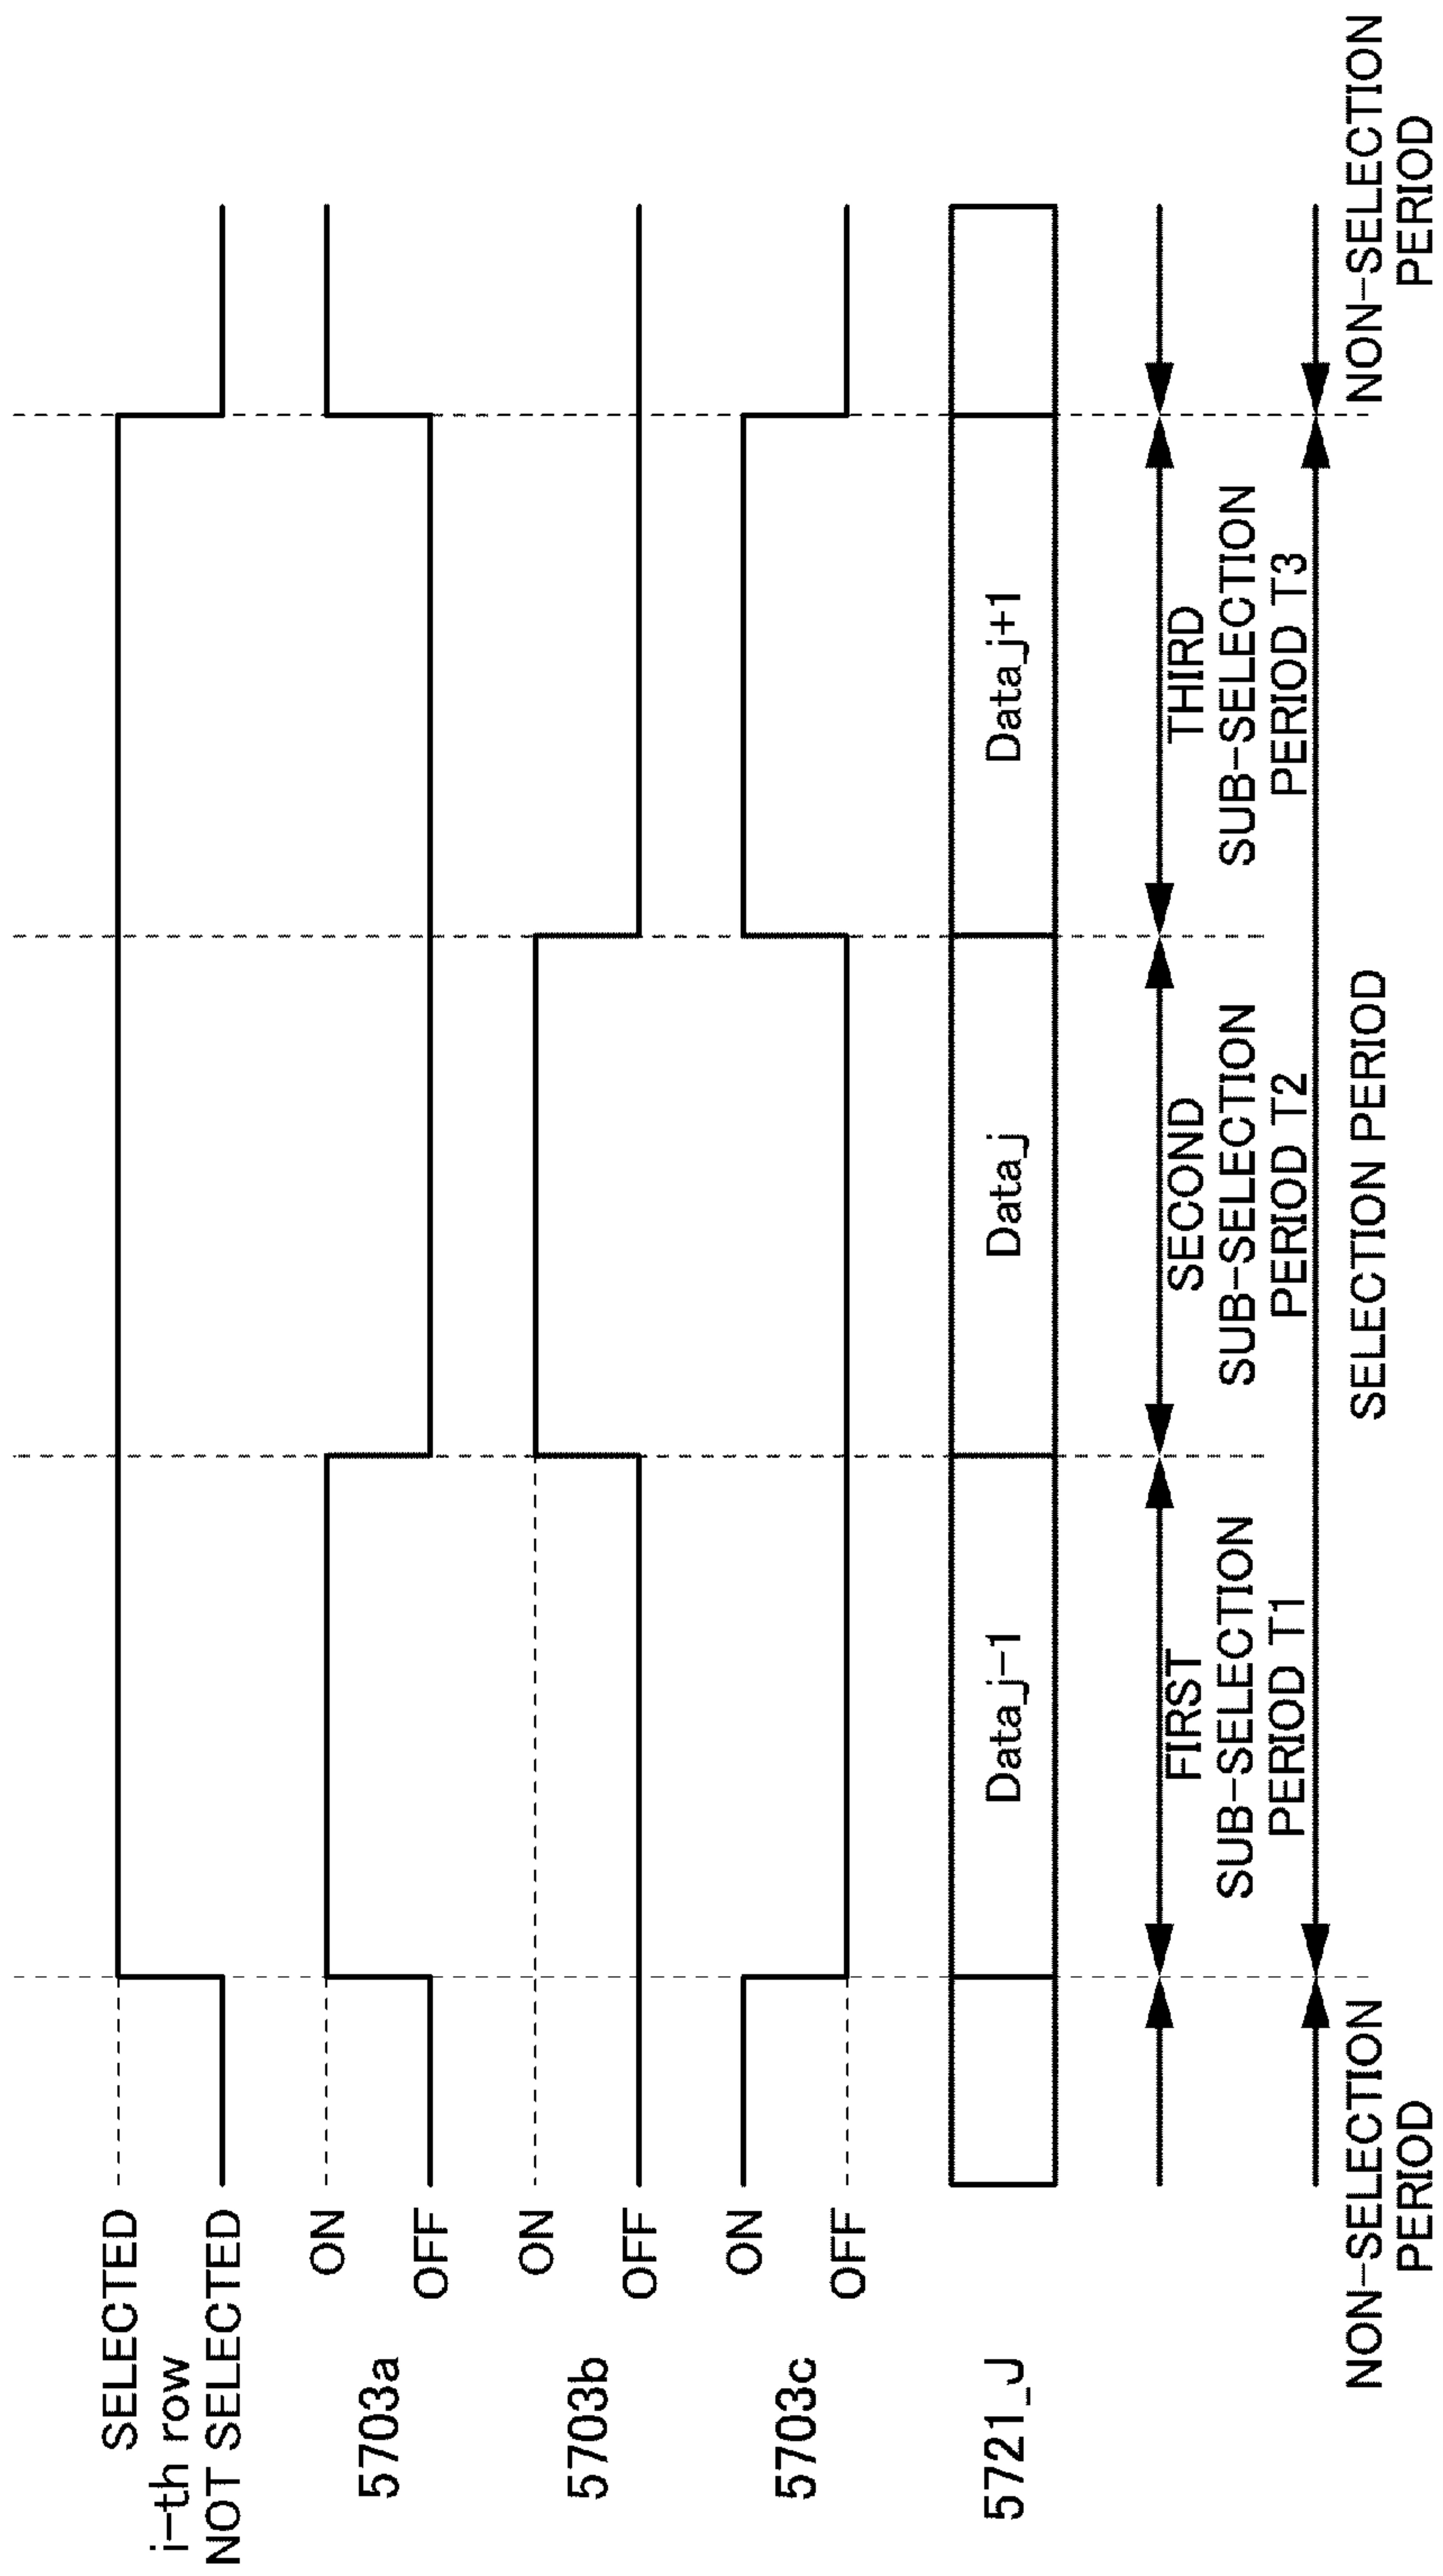 SELECTED
i-th row
NOT SELECTED
5703a
ON
OFF
5703b
ON
OFF
5703c
ON
OFF
5721_J
Data_j-1
Data_j
Data_j+1
FIRST
SUB-SELECTION
PERIOD T1
SECOND
SUB-SELECTION
PERIOD T2
THIRD
SUB-SELECTION
PERIOD T3
NON-SELECTION
PERIOD
SELECTION PERIOD
NON-SELECTION
PERIOD